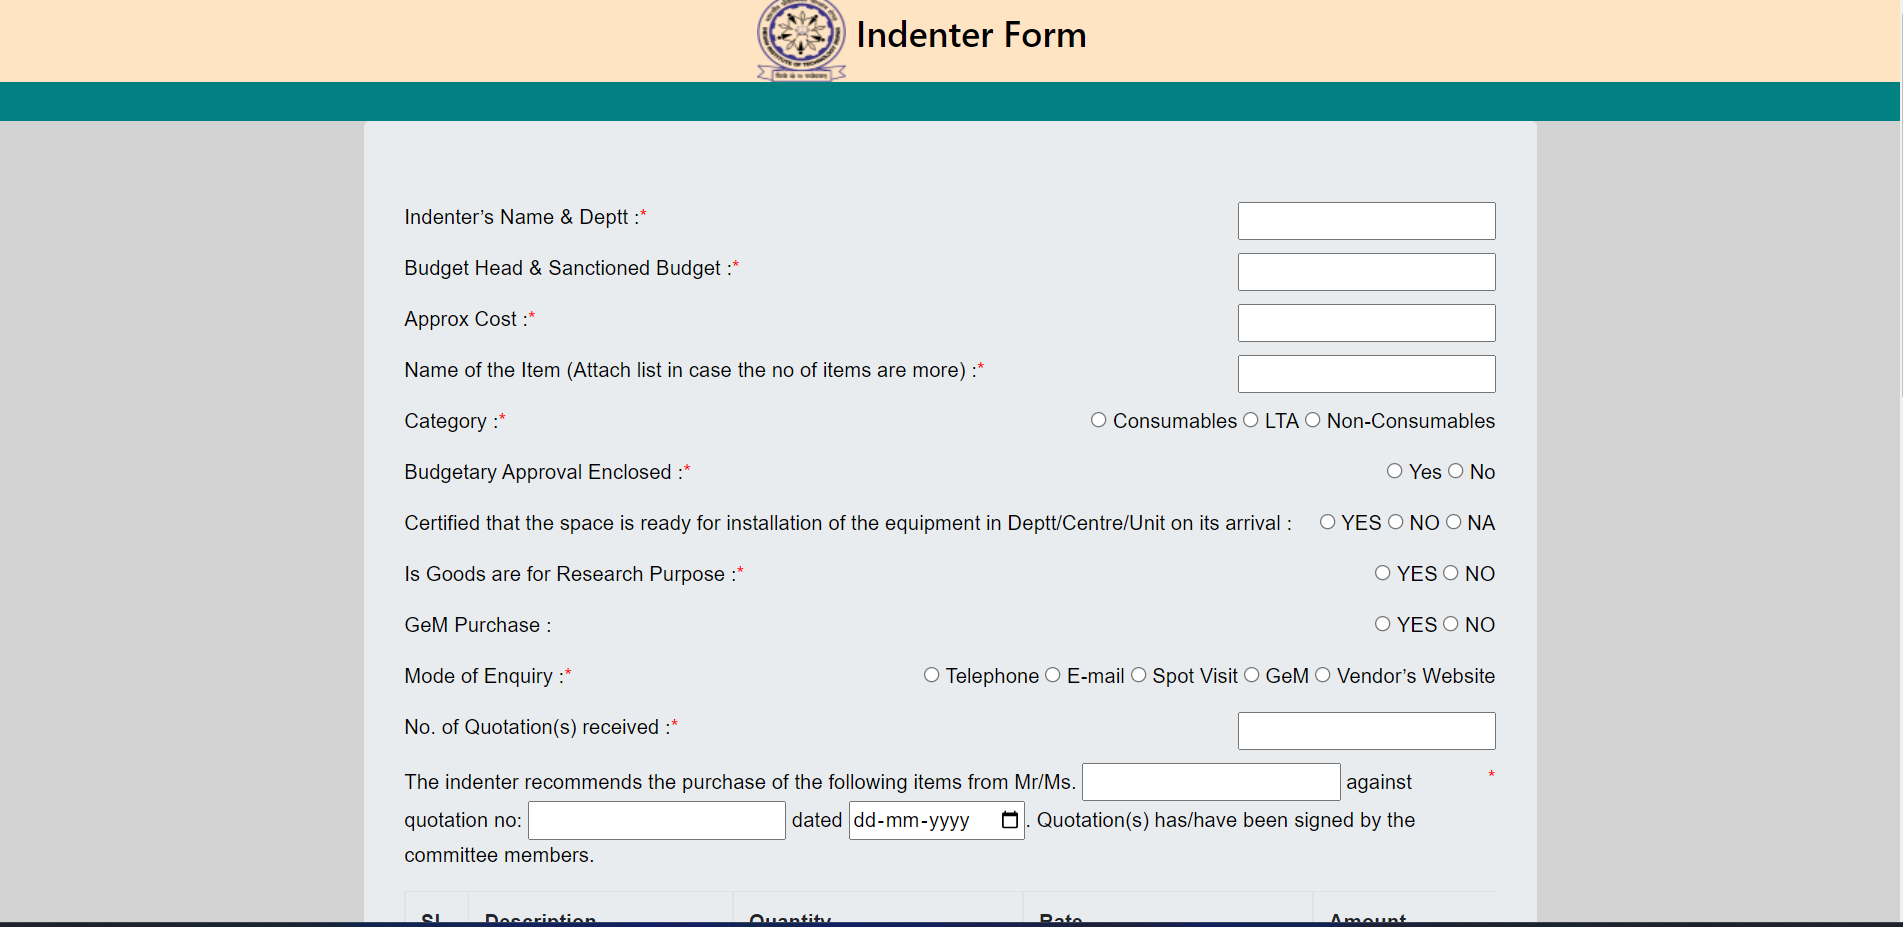 Indenter Form
Indenter’s Name & Deptt :*
Budget Head & Sanctioned Budget :*
Approx Cost :*
Name of the Item (Attach list in case the no of items are more) :*
Category :* Consumables LTA Non-Consumables
Budgetary Approval Enclosed :* Yes No
Certified that the space is ready for installation of the equipment in Deptt/Centre/Unit on its arrival : YES NO NA
Is Goods are for Research Purpose :* YES NO
GeM Purchase : YES NO
Mode of Enquiry :* Telephone E-mail Spot Visit GeM Vendor’s Website
No. of Quotation(s) received :*
The indenter recommends the purchase of the following items from Mr/Ms. against *
quotation no: dated dd-mm-yyyy . Quotation(s) has/have been signed by the
committee members.
SI Description Quantity Rate Amount